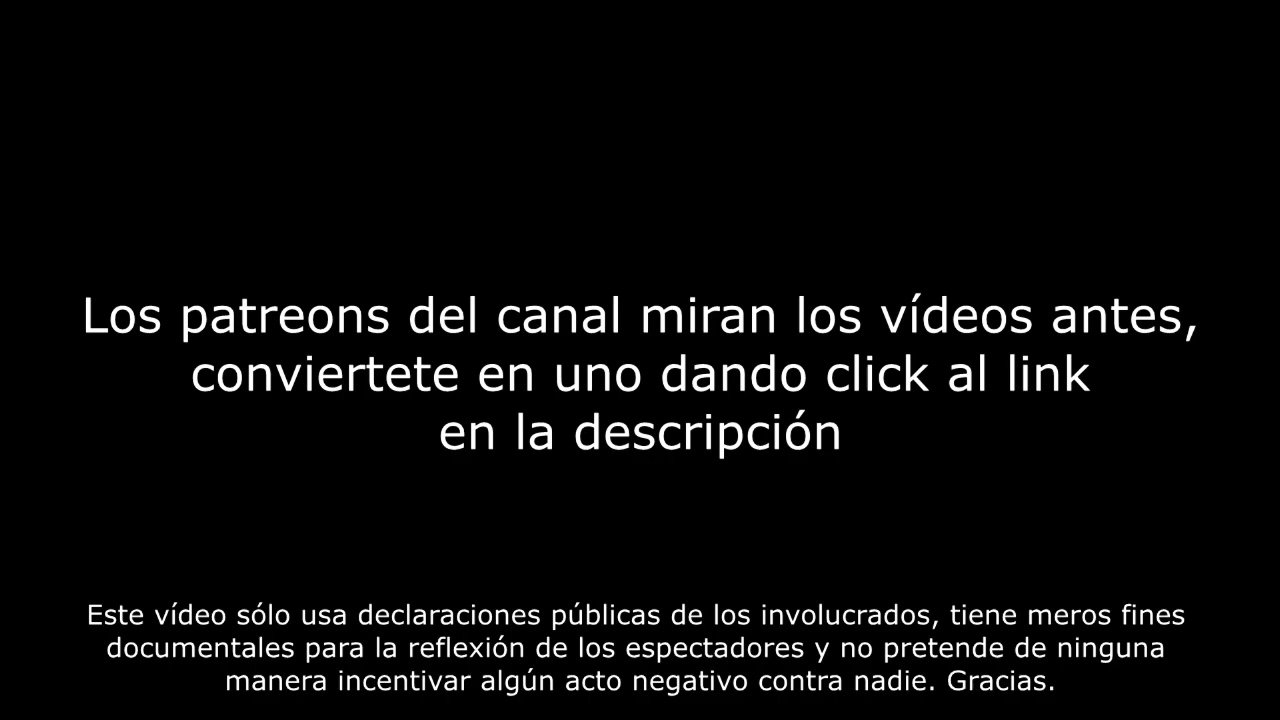 Los patreons del canal miran los vídeos antes,
conviertete en uno dando click al link
en la descripción
Este vídeo sólo usa declaraciones públicas de los involucrados, tiene meros fines
documentales para la reflexión de los espectadores y no pretende de ninguna
manera incentivar algún acto negativo contra nadie. Gracias.